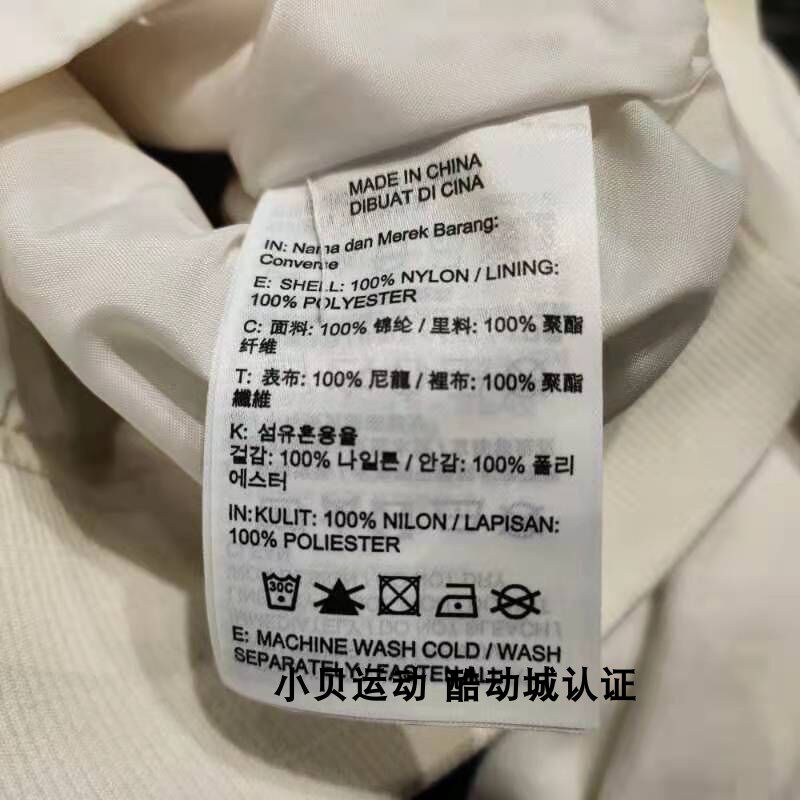 MADE IN CHINA
DIBUAT DI CINA
IN: Nama dan Merek Barang:
Converse
E: SHELL: 100% NYLON / LINING:
100% POLYESTER
C: 面料: 100% 锦纶 / 里料: 100% 聚酯
纤维
T: 表布: 100% 尼龍 / 裡布: 100% 聚酯
纖維
K: 섬유혼용율
겉감: 100% 나일론 / 안감: 100% 폴리
에스터
IN:KULIT: 100% NILON / LAPISAN:
100% POLIESTER
30C
E: MACHINE WASH COLD / WASH
SEPARATELY / FASTEN ALL
小贝运动 酷动城认证